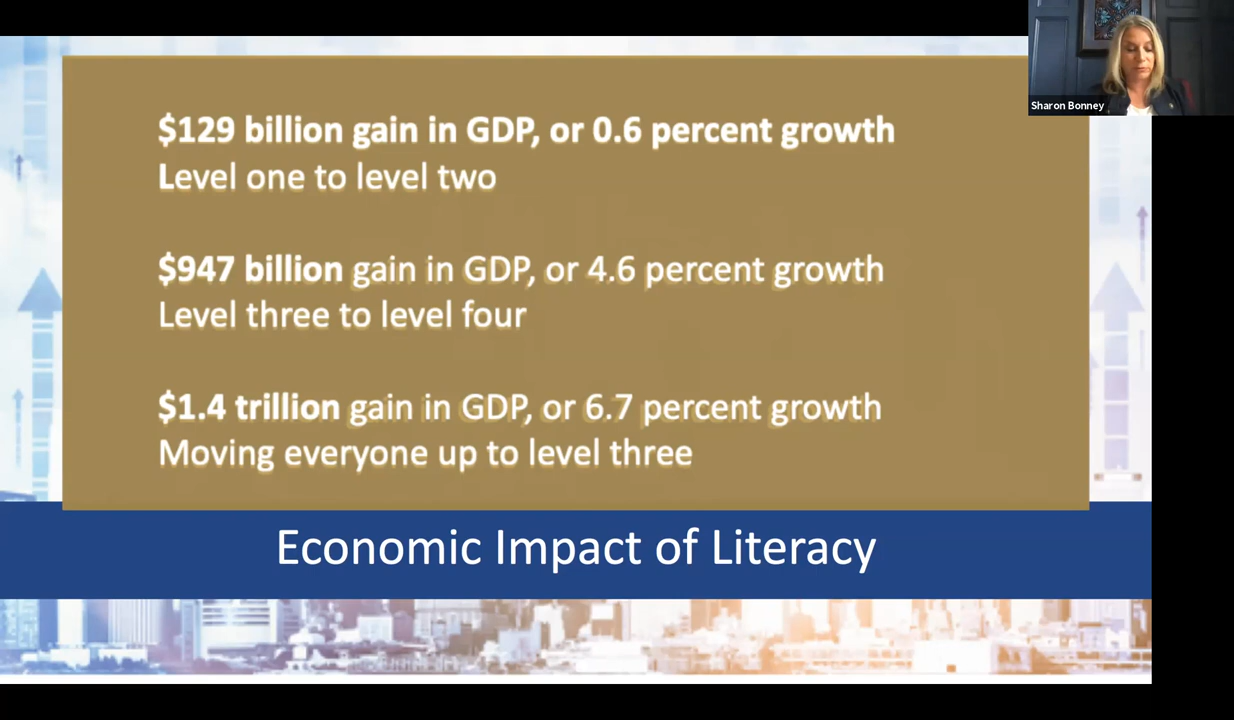 $129 billion gain in GDP, or 0.6 percent growth
Level one to level two
$947 billion gain in GDP, or 4.6 percent growth
Level three to level four
$1.4 trillion gain in GDP, or 6.7 percent growth
Moving everyone up to level three
Economic Impact of Literacy
Sharon Bonney